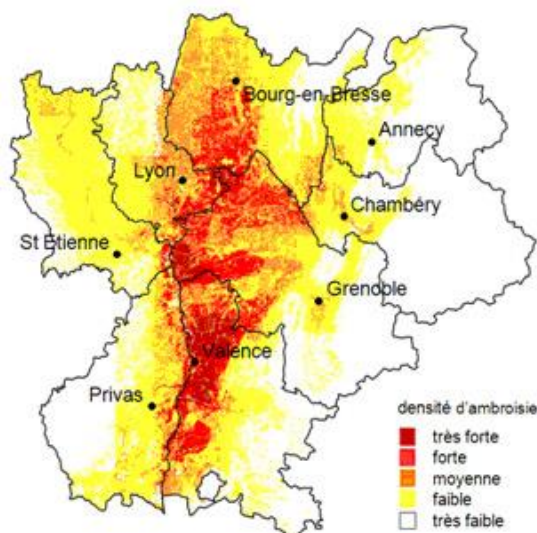 Bourg-en-Bresse
Annecy
Lyon
Chambéry
St Etienne
Grenoble
Valence
Privas
densité d'ambroisie
très forte
forte
moyenne
faible
très faible